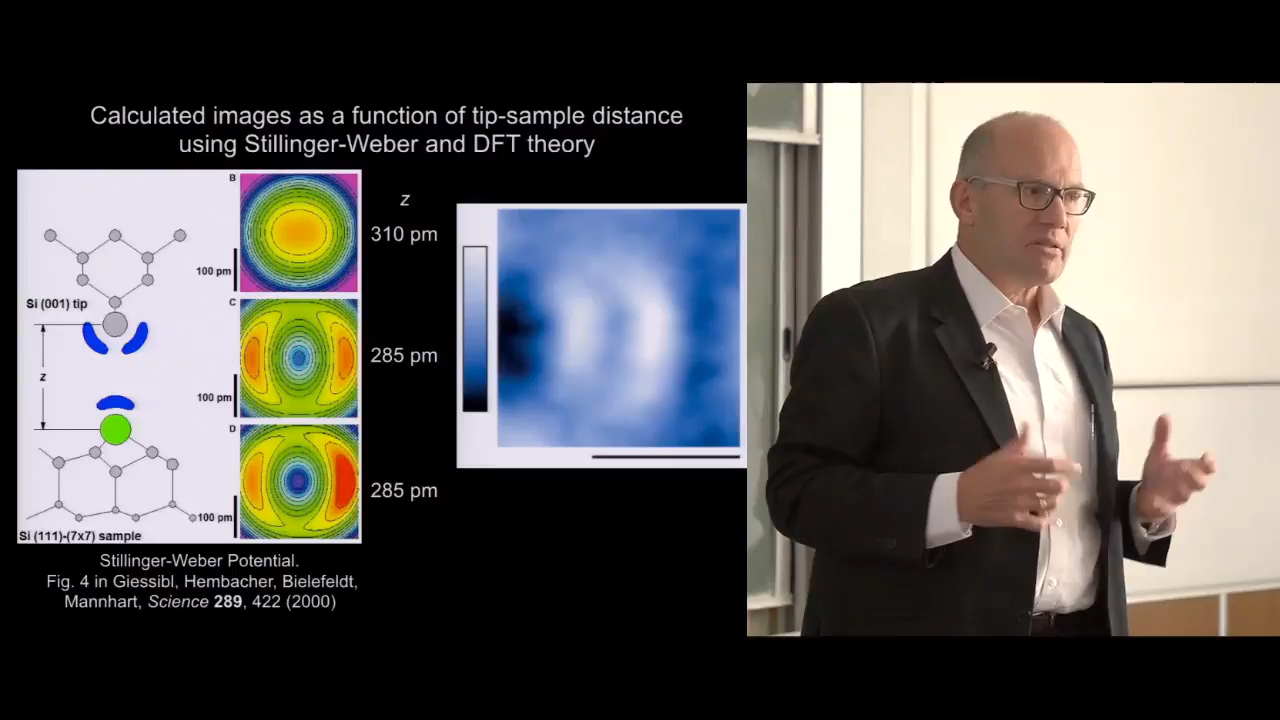 Calculated images as a function of tip-sample distance
using Stillinger-Weber and DFT theory
B
z
310 pm
100 pm
Si (001) tip
C
285 pm
z
100 pm
D
285 pm
100 pm
Si (111)-(7x7) sample
Stillinger-Weber Potential.
Fig. 4 in Giessibl, Hembacher, Bielefeldt,
Mannhart, Science 289, 422 (2000)